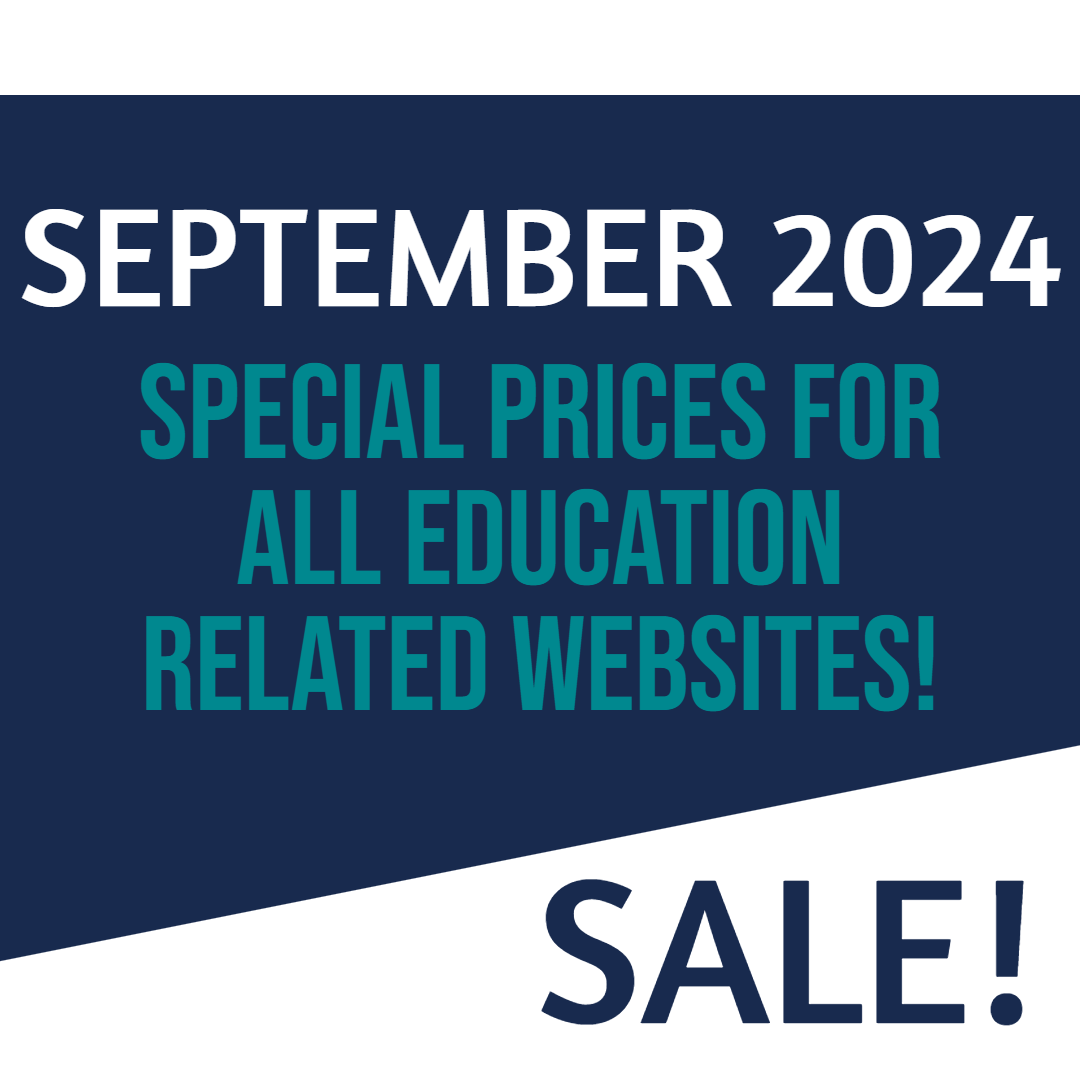 SEPTEMBER 2024
SPECIAL PRICES FOR
ALL EDUCATION
RELATED WEBSITES!
SALE!